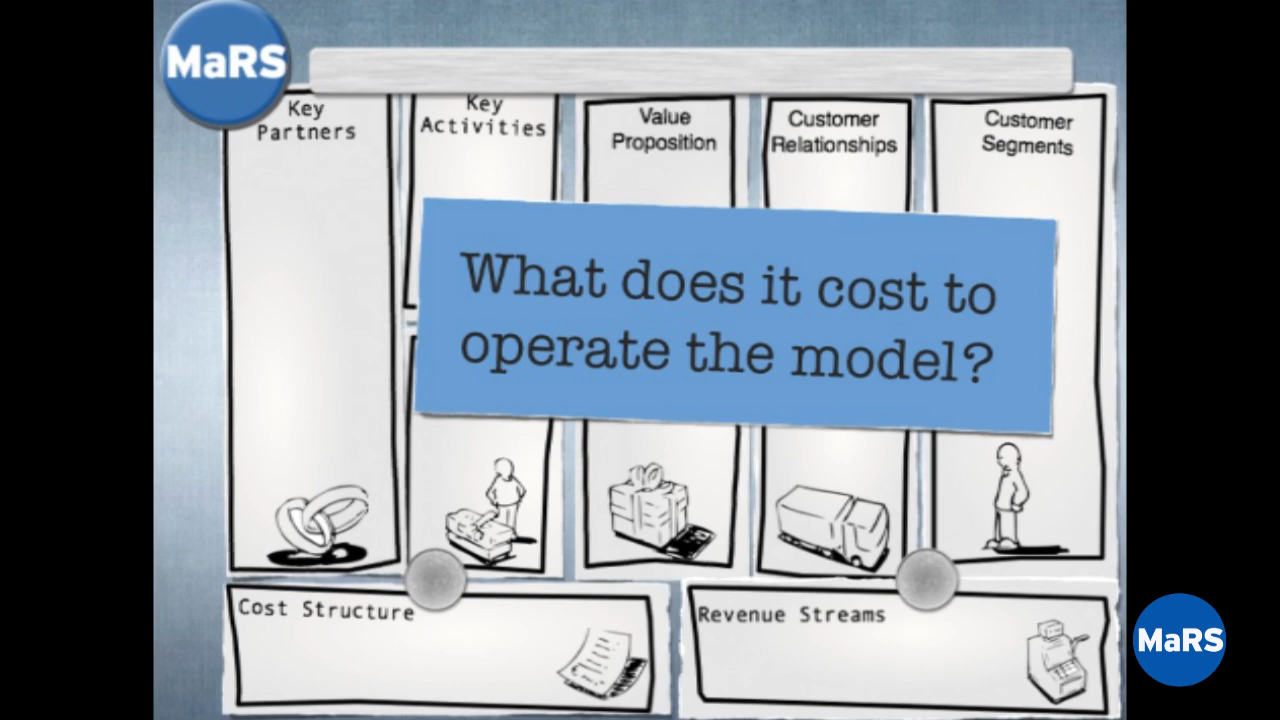 MaRS
Key
Partners
Key
Activities
Value
Proposition
Customer
Relationships
Customer
Segments
What does it cost to
operate the model?
Cost Structure
Revenue Streams
MaRS